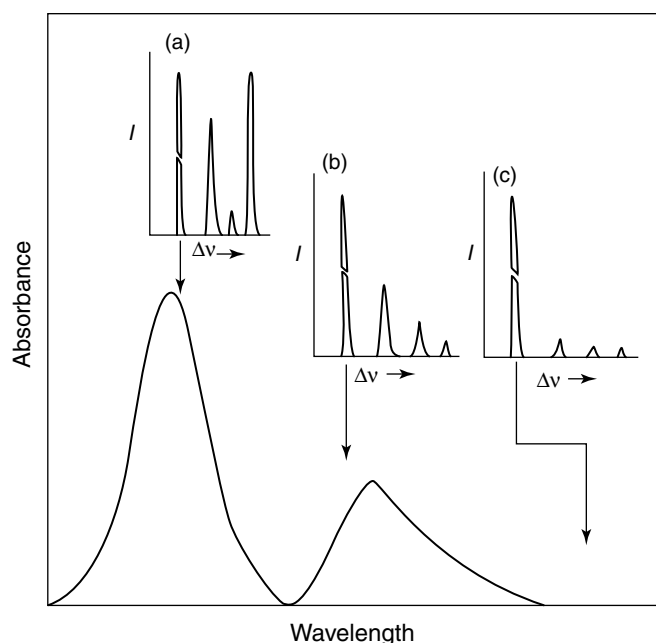 (a)
I
Δν →
(b)
I
Δν →
(c)
I
Δν →
Absorbance
Wavelength